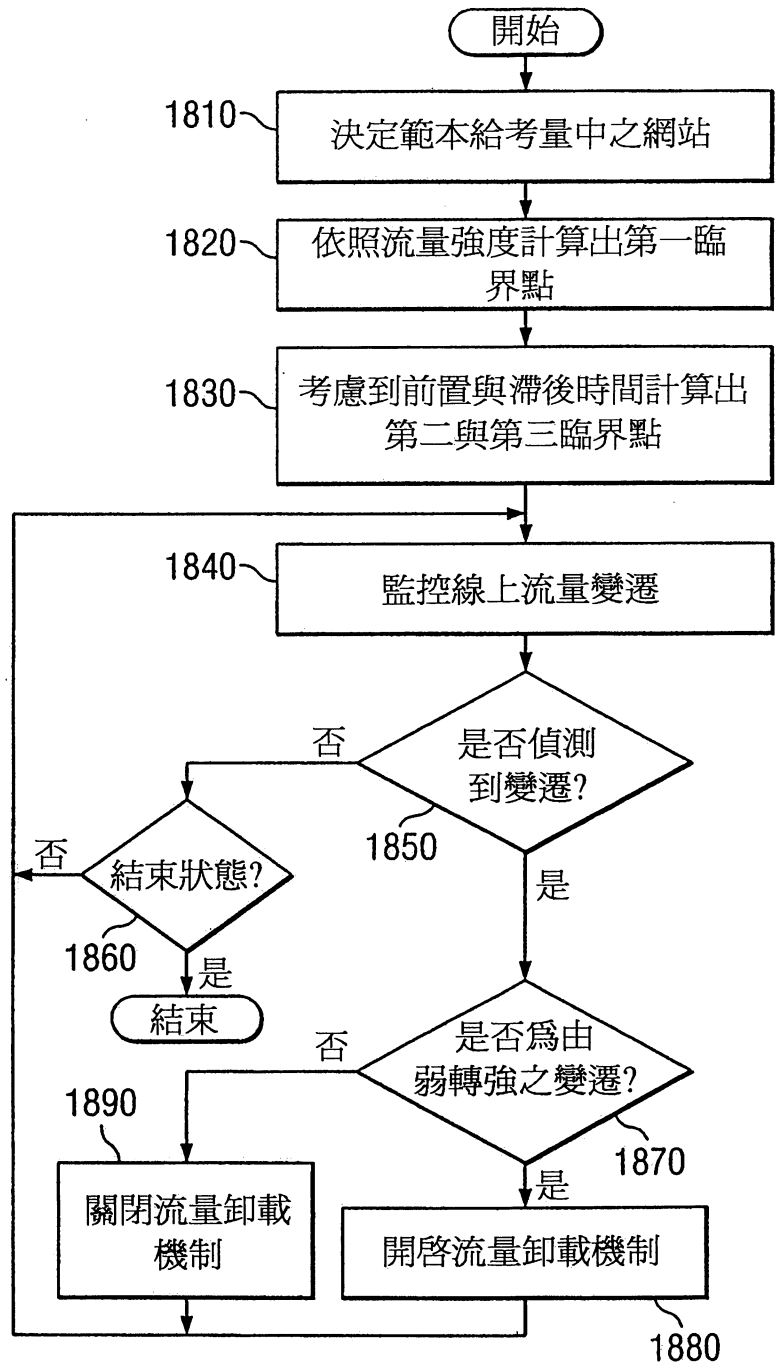 開始
1810
決定範本給考量中之網站
1820
依照流量強度計算出第一臨
界點
1830
考慮到前置與滯後時間計算出
第二與第三臨界點
1840
監控線上流量變遷
否
是否偵測
到變遷?
1850
否
結束狀態?
1860
是
是
結束
否
是否爲由
弱轉強之變遷?
1870
1890
是
關閉流量卸載
機制
開啓流量卸載機制
1880